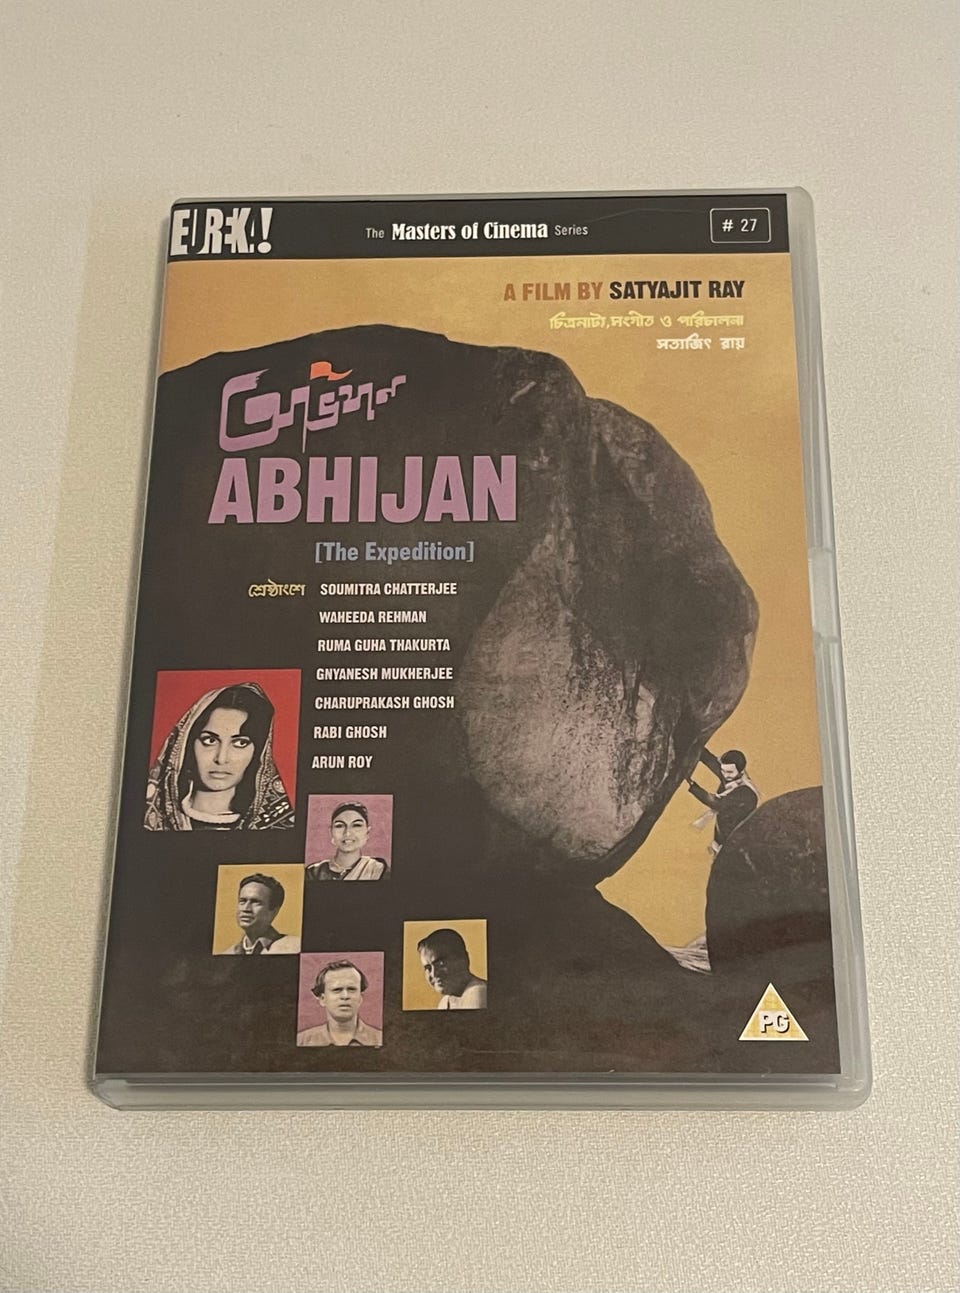 EUREKA!
The Masters of Cinema Series
# 27
A FILM BY SATYAJIT RAY
চিত্রনাট্য, সংগীত ও পরিচালনা
সত্যজিৎ রায়
অভিযান
ABHIJAN
[The Expedition]
শ্রেষ্ঠাংশে SOUMITRA CHATTERJEE
WAHEEDA REHMAN
RUMA GUHA THAKURTA
GNYANESH MUKHERJEE
CHARUPRAKASH GHOSH
RABI GHOSH
ARUN ROY
PG